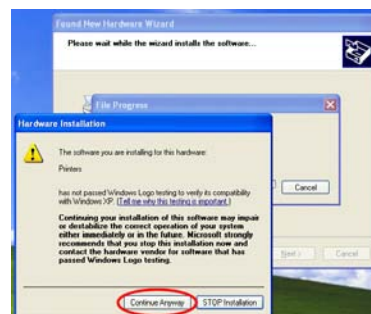 Found New Hardware Wizard
Please wait while the wizard installs the software...
File Progress
Cancel
Hardware Installation
The software you are installing for this hardware:
Printers
has not passed Windows Logo testing to verify its compatibility
with Windows XP. (Tell me why this testing is important.)
Continuing your installation of this software may impair
or destabilize the correct operation of your system
either immediately or in the future. Microsoft strongly
recommends that you stop this installation now and
contact the hardware vendor for software that has
passed Windows Logo testing.
Next >
Cancel
Continue Anyway
STOP Installation